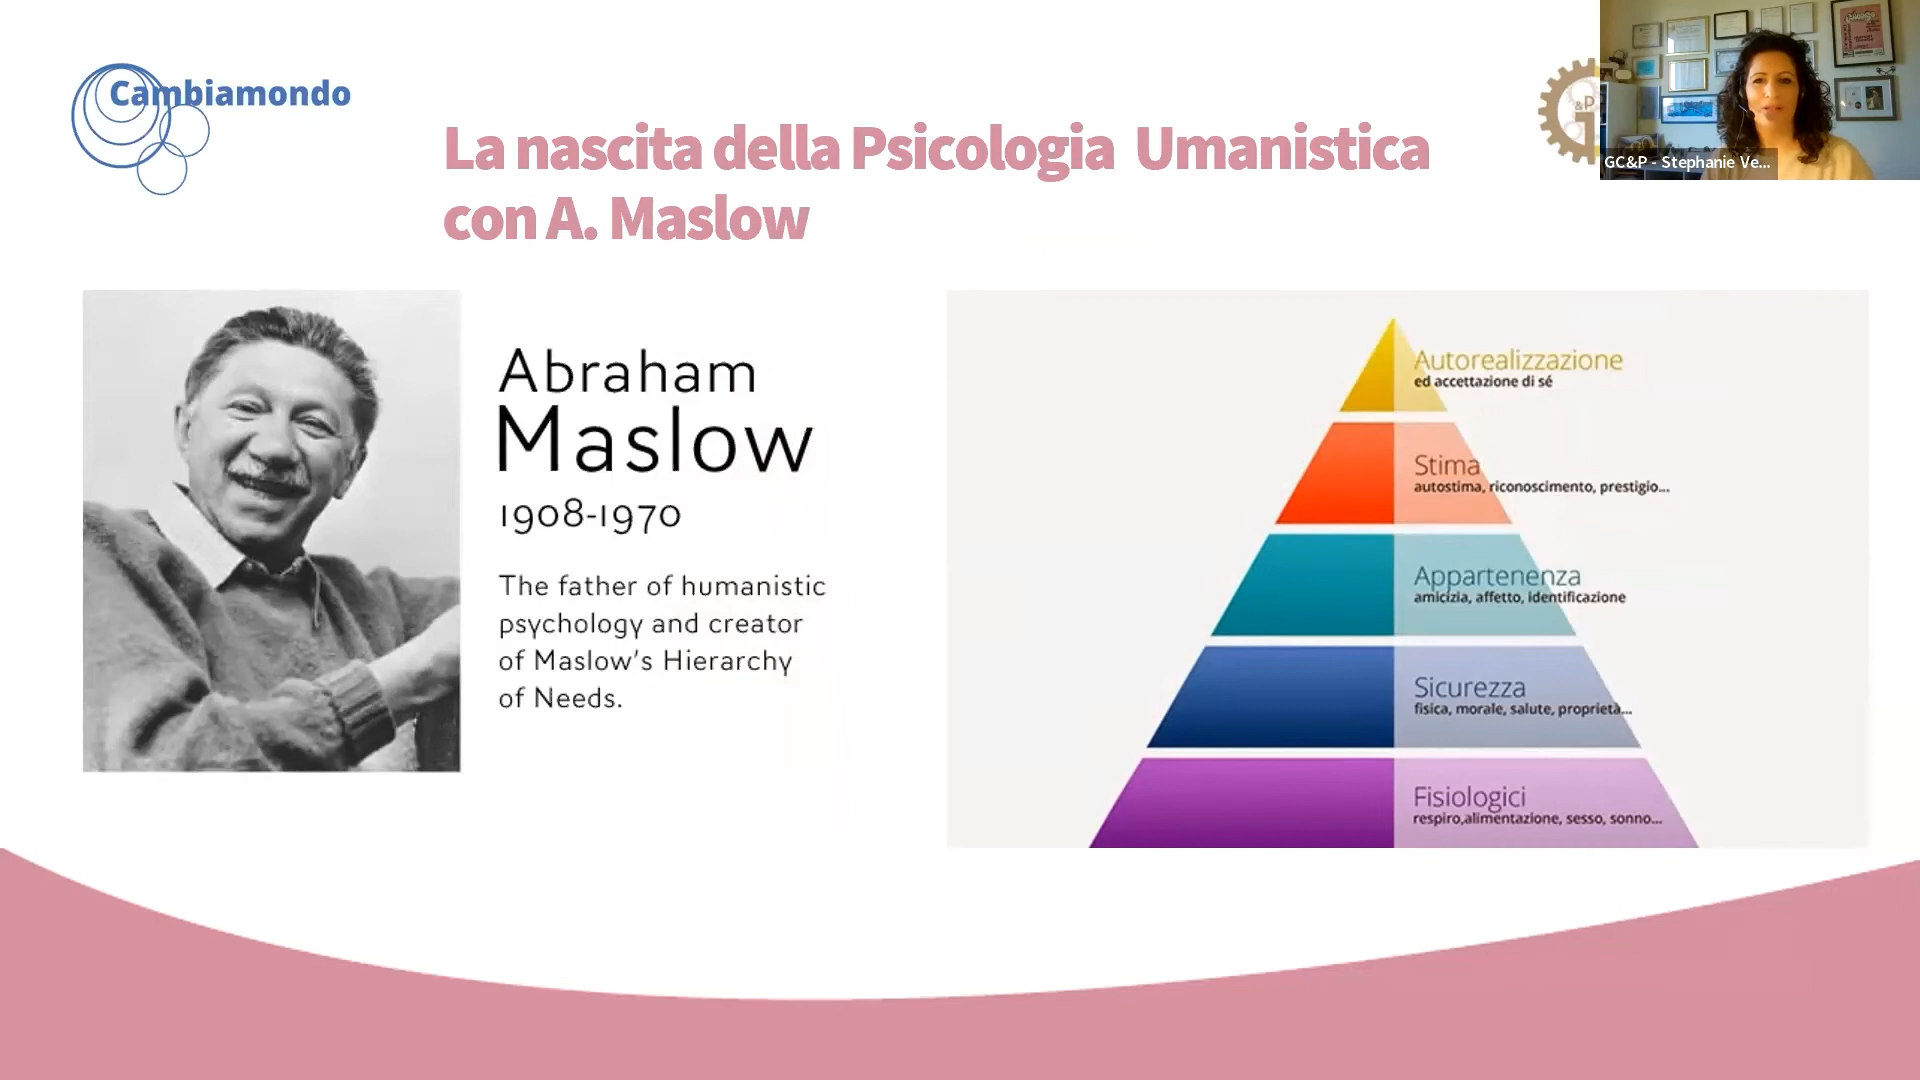 Cambiamondo
La nascita della Psicologia Umanistica
con A. Maslow
&P
GC&P - Stephanie Ve...
Abraham
Maslow
1908-1970
The father of humanistic
psychology and creator
of Maslow's Hierarchy
of Needs.
Autorealizzazione
ed accettazione di sé
Stima
autostima, riconoscimento, prestigio...
Appartenenza
amicizia, affetto, identificazione
Sicurezza
fisica, morale, salute, proprietà...
Fisiologici
respiro,alimentazione, sesso, sonno...